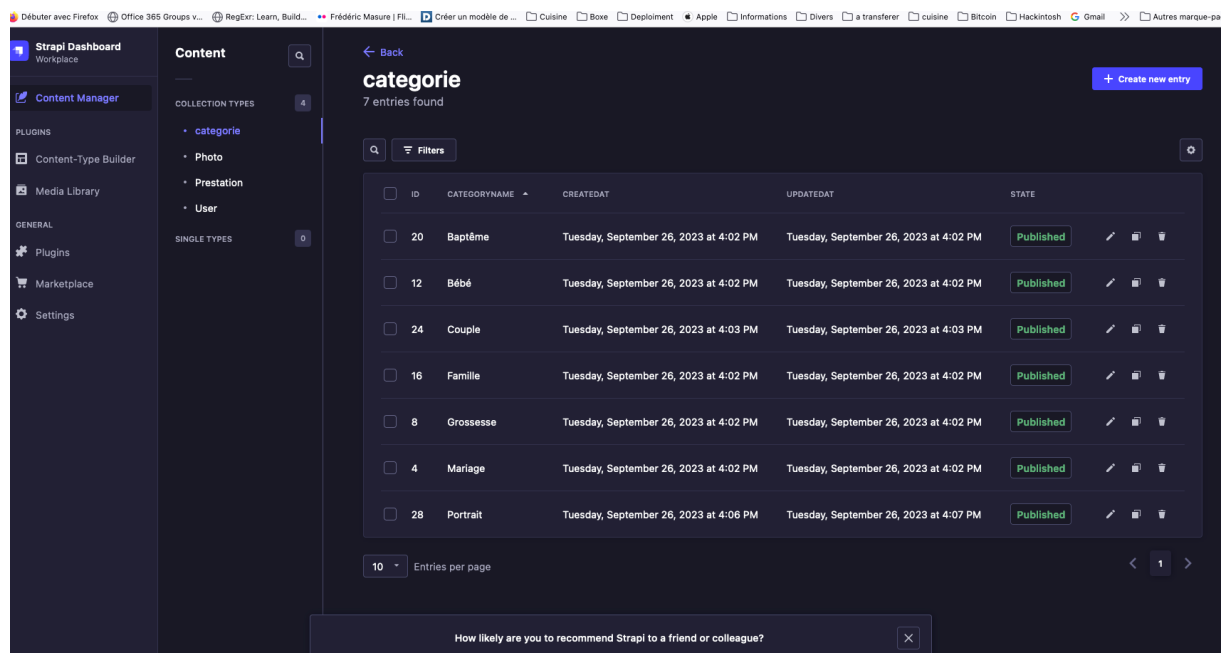 Débuter avec Firefox Office 365 Groups v... RegExr: Learn, Build... Frédéric Masure | Fli... Créer un modèle de ... Cuisine Boxe Deploiment Apple Informations Divers a transferer cuisine Bitcoin Hackintosh Gmail Autres marque-pa
Strapi Dashboard
Workplace
Content Manager
PLUGINS
Content-Type Builder
Media Library
GENERAL
Plugins
Marketplace
Settings
Content
COLLECTION TYPES 4
categorie
Photo
Prestation
User
SINGLE TYPES 0
Back
categorie
7 entries found
Create new entry
Filters
ID CATEGORYNAME CREATEDAT UPDATEDAT STATE
20 Baptême Tuesday, September 26, 2023 at 4:02 PM Tuesday, September 26, 2023 at 4:02 PM Published
12 Bébé Tuesday, September 26, 2023 at 4:02 PM Tuesday, September 26, 2023 at 4:02 PM Published
24 Couple Tuesday, September 26, 2023 at 4:03 PM Tuesday, September 26, 2023 at 4:03 PM Published
16 Famille Tuesday, September 26, 2023 at 4:02 PM Tuesday, September 26, 2023 at 4:02 PM Published
8 Grossesse Tuesday, September 26, 2023 at 4:02 PM Tuesday, September 26, 2023 at 4:02 PM Published
4 Mariage Tuesday, September 26, 2023 at 4:02 PM Tuesday, September 26, 2023 at 4:02 PM Published
28 Portrait Tuesday, September 26, 2023 at 4:06 PM Tuesday, September 26, 2023 at 4:07 PM Published
10 Entries per page
1
How likely are you to recommend Strapi to a friend or colleague?